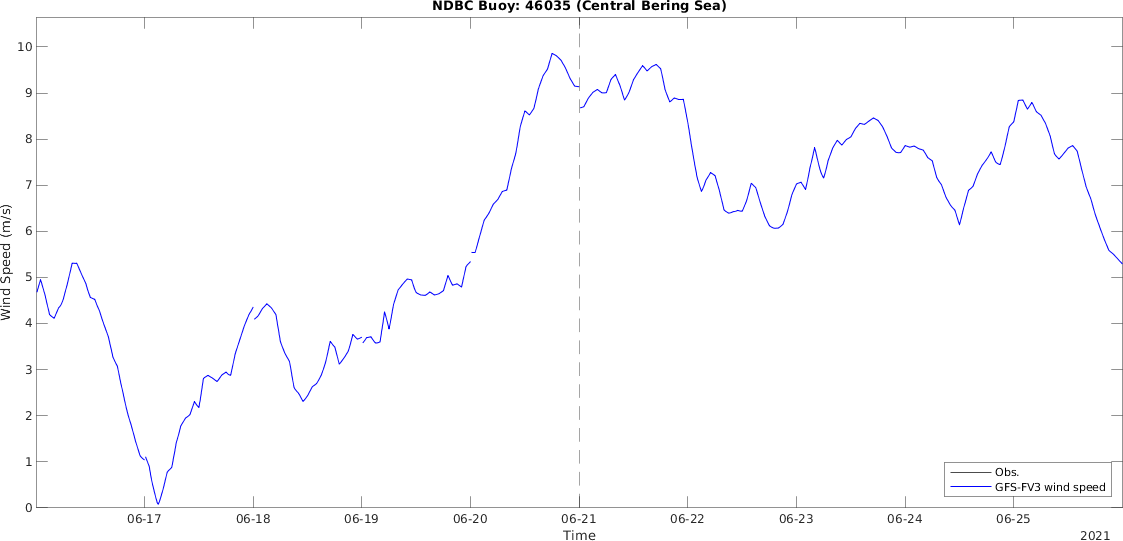 NDBC Buoy: 46035 (Central Bering Sea)
Wind Speed (m/s)
10
9
8
7
6
5
4
3
2
1
0
06-17 06-18 06-19 06-20 06-21 06-22 06-23 06-24 06-25
Time
2021
Obs.
GFS-FV3 wind speed